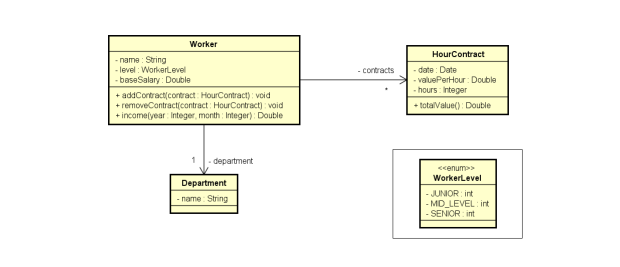 Worker
- name : String
- level : WorkerLevel
- baseSalary : Double
+ addContract(contract : HourContract) : void
+ removeContract(contract : HourContract) : void
+ income(year : Integer, month : Integer) : Double
- contracts
*
HourContract
- date : Date
- valuePerHour : Double
- hours : Integer
+ totalValue() : Double
1
- department
Department
- name : String
<<enum>>
WorkerLevel
- JUNIOR : int
- MID_LEVEL : int
- SENIOR : int